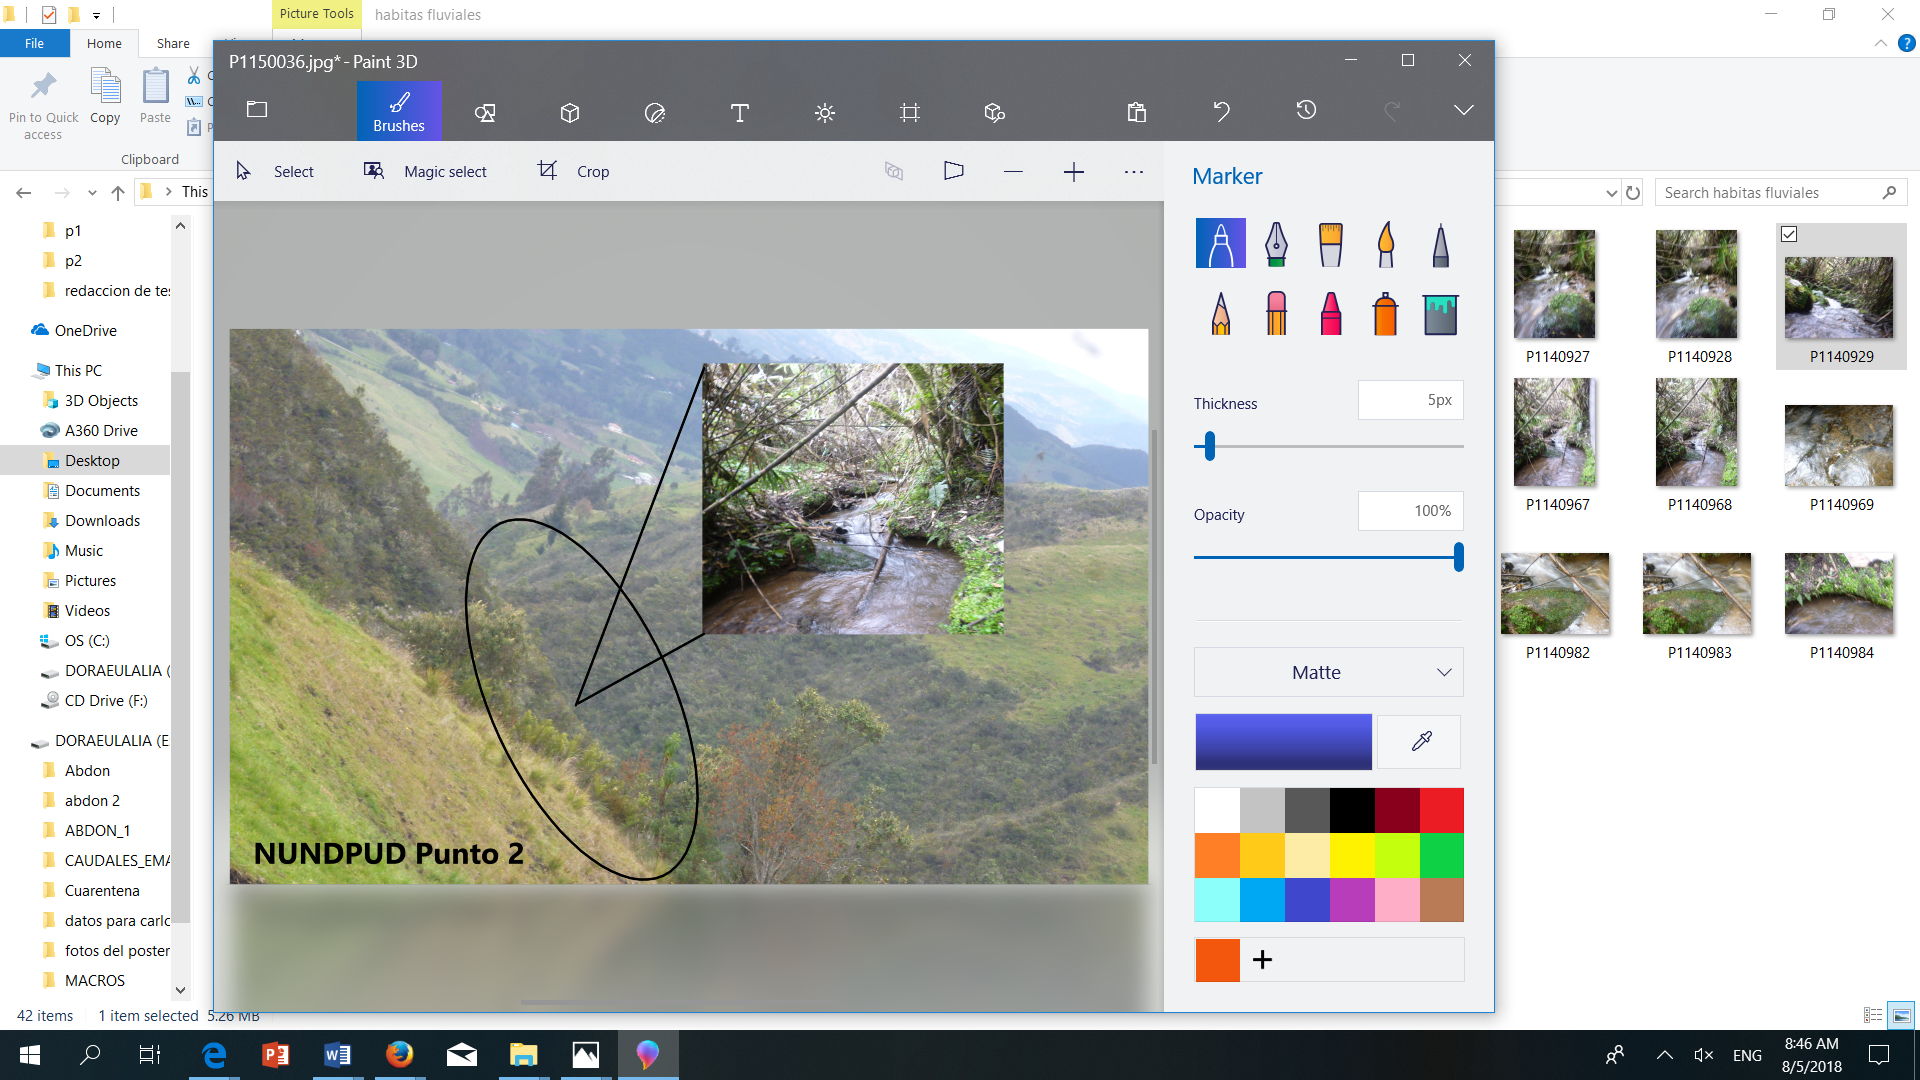 Picture Tools
habitas fluviales
File
Home
Share
Pin to Quick access
Copy
Paste
Clipboard
This
Search habitas fluviales
P1150036.jpg* - Paint 3D
Brushes
Select
Magic select
Crop
Marker
Thickness
5px
Opacity
100%
Matte
NUNDPUD Punto 2
p1
p2
redaccion de tes
OneDrive
This PC
3D Objects
A360 Drive
Desktop
Documents
Downloads
Music
Pictures
Videos
OS (C:)
DORAEULALIA (
CD Drive (F:)
DORAEULALIA (E
Abdon
abdon 2
ABDON_1
CAUDALES_EMA
Cuarentena
datos para carlo
fotos del poster
MACROS
P1140927
P1140928
P1140929
P1140967
P1140968
P1140969
P1140982
P1140983
P1140984
42 items
1 item selected 5.26 MB
ENG
8:46 AM
8/5/2018